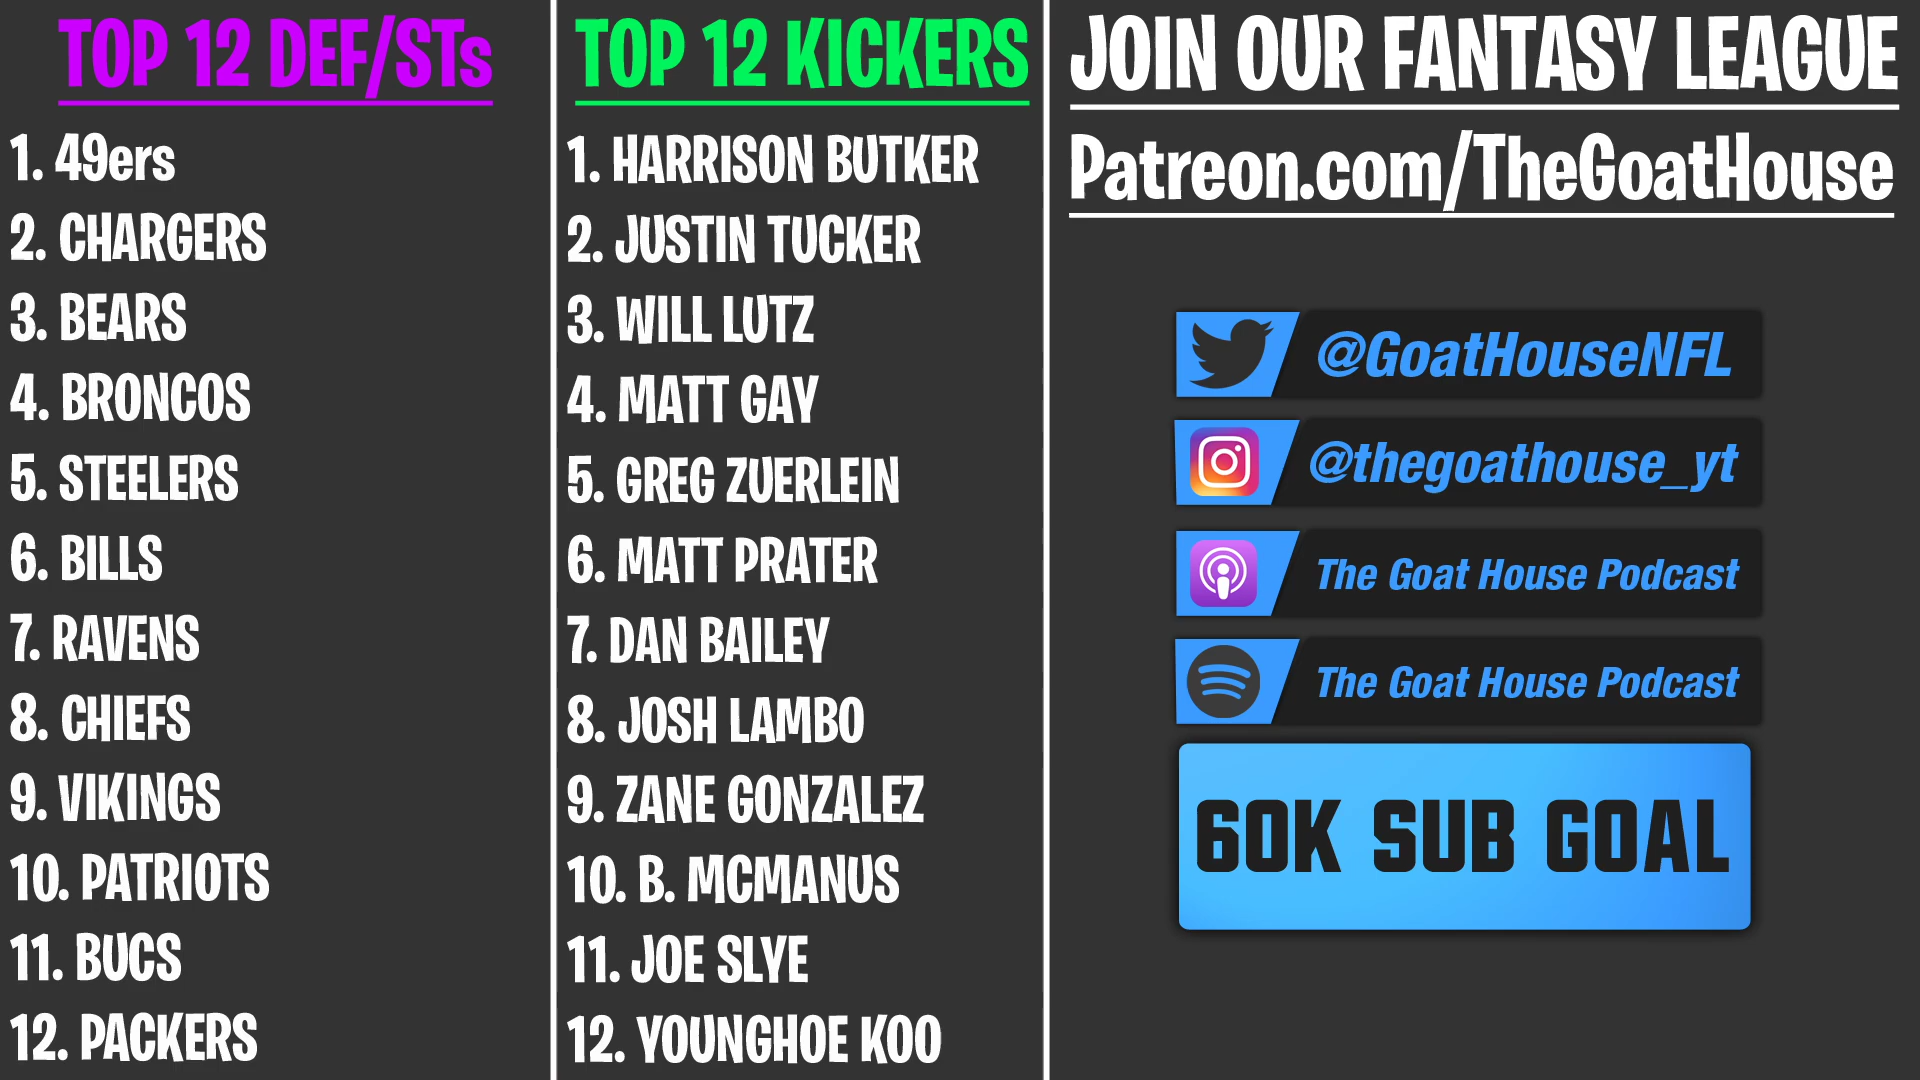 TOP 12 DEF/STs
1. 49ers
2. CHARGERS
3. BEARS
4. BRONCOS
5. STEELERS
6. BILLS
7. RAVENS
8. CHIEFS
9. VIKINGS
10. PATRIOTS
11. BUCS
12. PACKERS
TOP 12 KICKERS
1. HARRISON BUTKER
2. JUSTIN TUCKER
3. WILL LUTZ
4. MATT GAY
5. GREG ZUERLEIN
6. MATT PRATER
7. DAN BAILEY
8. JOSH LAMBO
9. ZANE GONZALEZ
10. B. MCMANUS
11. JOE SLYE
12. YOUNGHOE KOO
JOIN OUR FANTASY LEAGUE
Patreon.com/TheGoatHouse
@GoatHouseNFL
@thegoathouse_yt
The Goat House Podcast
The Goat House Podcast
60K SUB GOAL